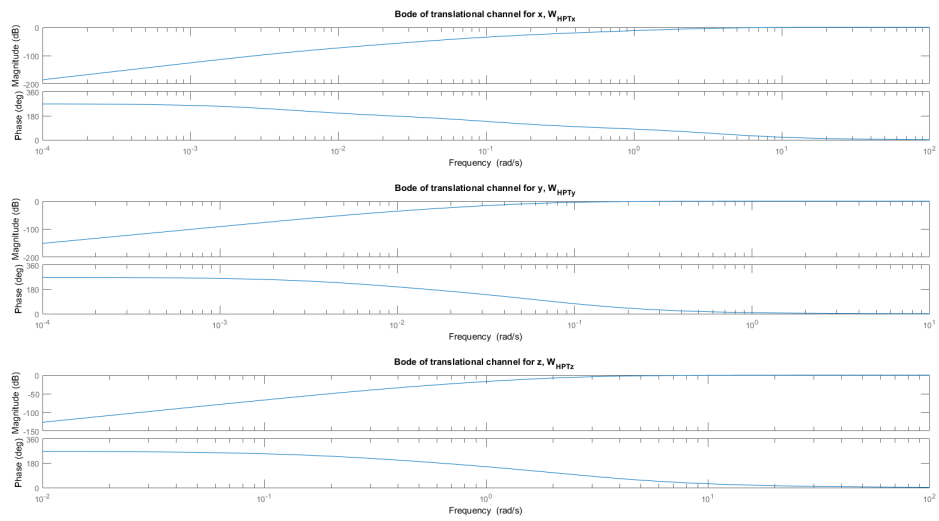 Bode of translational channel for x, W_HPTx
Magnitude (dB)
0
-100
-200
Phase (deg)
360
180
0
10^-4 10^-3 10^-2 10^-1 10^0 10^1 10^2
Frequency (rad/s)
Bode of translational channel for y, W_HPTy
Magnitude (dB)
0
-100
-200
Phase (deg)
360
180
0
10^-4 10^-3 10^-2 10^-1 10^0 10^1
Frequency (rad/s)
Bode of translational channel for z, W_HPTz
Magnitude (dB)
0
-50
-100
-150
Phase (deg)
360
180
0
10^-2 10^-1 10^0 10^1 10^2
Frequency (rad/s)